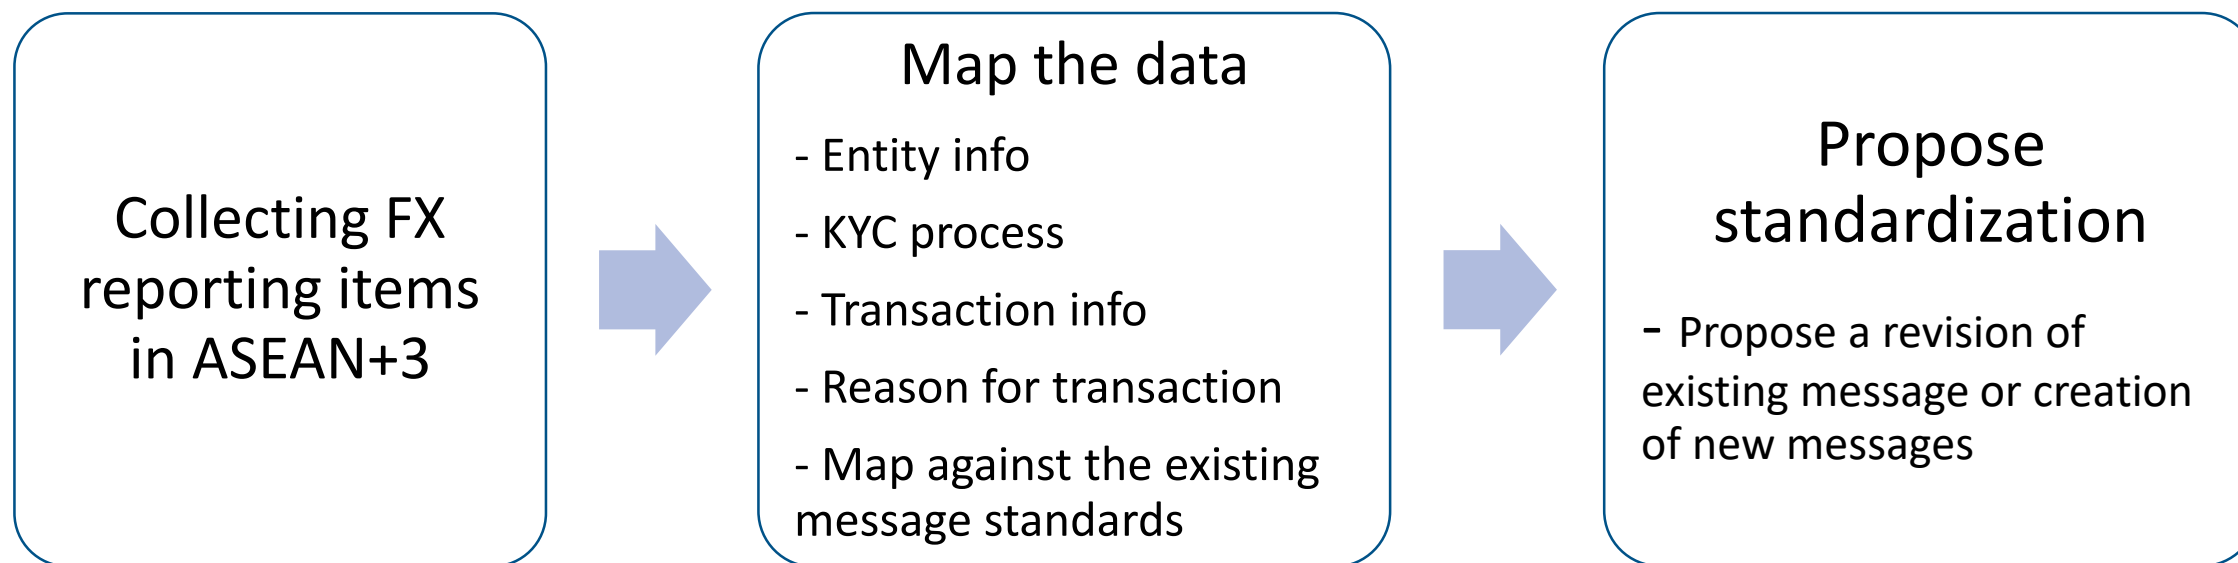 Collecting FX
reporting items
in ASEAN+3
Map the data
- Entity info
- KYC process
- Transaction info
- Reason for transaction
- Map against the existing
message standards
Propose
standardization
- Propose a revision of
existing message or creation
of new messages